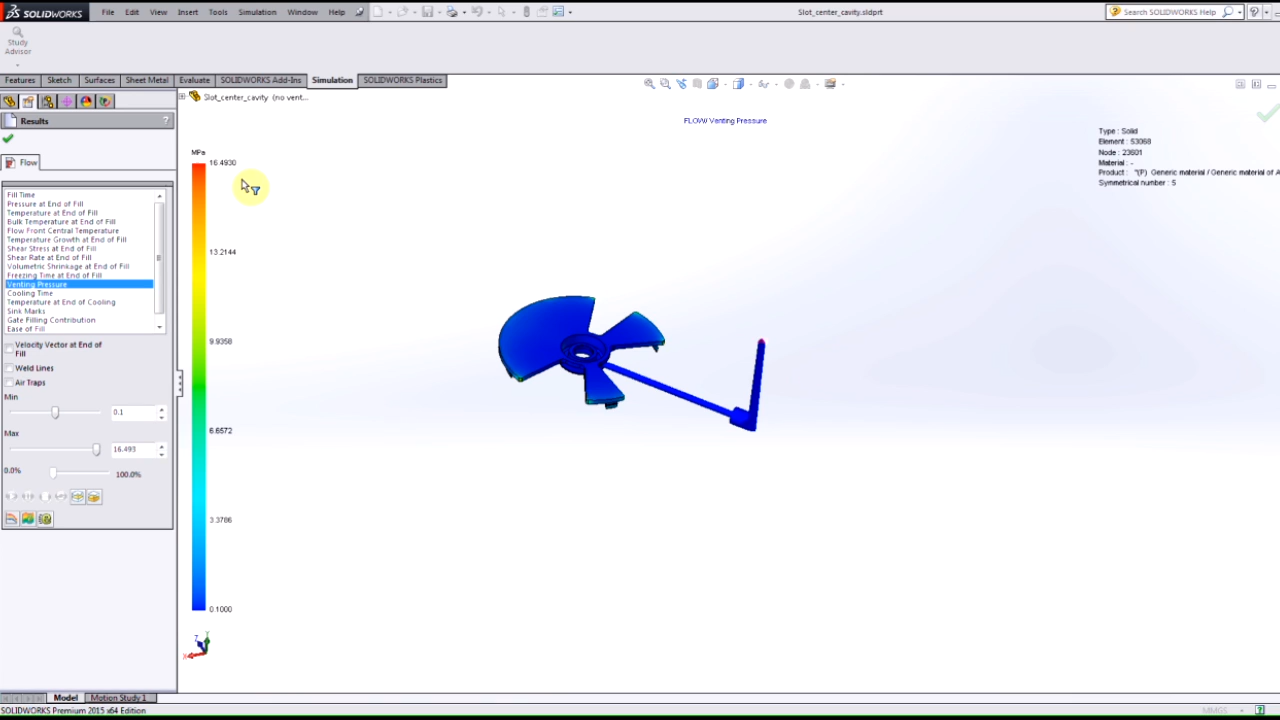 SOLIDWORKS File Edit View Insert Tools Simulation Window Help Slot_center_cavity.sldprt Search SOLIDWORKS Help
Study
Advisor
Features Sketch Surfaces Sheet Metal Evaluate SOLIDWORKS Add-Ins Simulation SOLIDWORKS Plastics
Slot_center_cavity (no vent...
Results ?
Flow
Fill Time
Pressure at End of Fill
Temperature at End of Fill
Bulk Temperature at End of Fill
Flow Front Central Temperature
Temperature Growth at End of Fill
Shear Stress at End of Fill
Shear Rate at End of Fill
Volumetric Shrinkage at End of Fill
Freezing Time at End of Fill
Venting Pressure
Cooling Time
Temperature at End of Cooling
Sink Marks
Gate Filling Contribution
Ease of Fill
Velocity Vector at End of
Fill
Weld Lines
Air Traps
Min
0.1
Max
16.493
0.0% 100.0%
MPa
16.4930
13.2144
9.9358
6.6572
3.3786
0.1000
FLOW Venting Pressure
Type : Solid
Element : 53068
Node : 23601
Material : -
Product : "(P) Generic material / Generic material of A
Symmetrical number : 5
Z Y X
Model Motion Study 1
SOLIDWORKS Premium 2015 x64 Edition MMGS ?